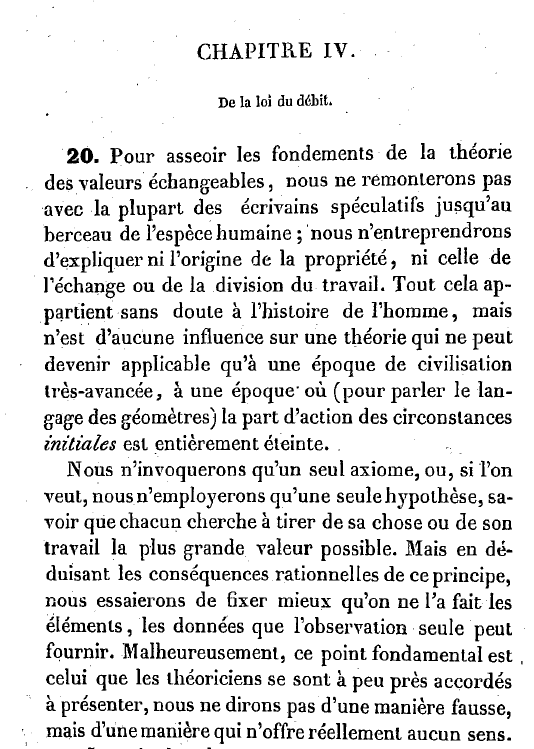 CHAPITRE IV.
De la loi du débit.
20. Pour asseoir les fondements de la théorie
des valeurs échangeables, nous ne remonterons pas
avec la plupart des écrivains spéculatifs jusqu'au
berceau de l'espèce humaine ; nous n'entreprendrons
d'expliquer ni l'origine de la propriété, ni celle de
l'échange ou de la division du travail. Tout cela ap-
partient sans doute à l'histoire de l'homme, mais
n'est d'aucune influence sur une théorie qui ne peut
devenir applicable qu'à une époque de civilisation
très-avancée, à une époque où (pour parler le lan-
gage des géomètres) la part d'action des circonstances
initiales est entièrement éteinte.
Nous n'invoquerons qu'un seul axiome, ou, si l'on
veut, nous n'employerons qu'une seule hypothèse, sa-
voir que chacun cherche à tirer de sa chose ou de son
travail la plus grande valeur possible. Mais en dé-
duisant les conséquences rationnelles de ce principe,
nous essaierons de fixer mieux qu'on ne l'a fait les
éléments, les données que l'observation seule peut
fournir. Malheureusement, ce point fondamental est
celui que les théoriciens se sont à peu près accordés
à présenter, nous ne dirons pas d'une manière fausse,
mais d'une manière qui n'offre réellement aucun sens.